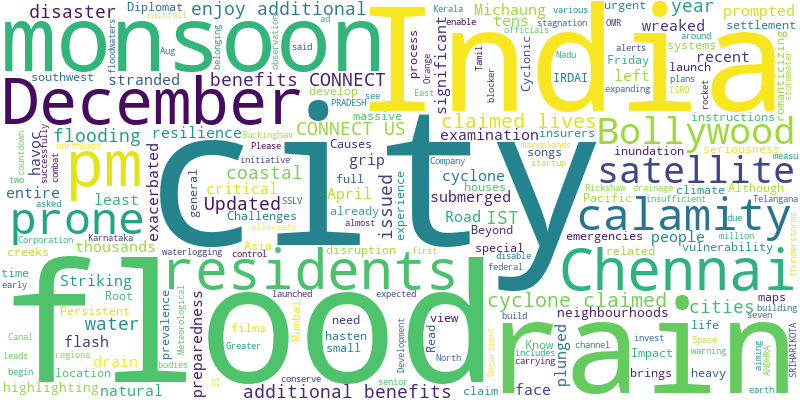 monsoon
India
December
city
flood
rain
Chennai
residents
prone
pm
calamity
satellite
Bollywood
disaster
Diplomat
rainfall
enjoy additional
Michaung
year
Kerala
ad
urgent
prompted
tens
various
enable
stagnation
OMR
settlement
wreaked
officials
alerts
around
systems
Friday
recent
expanding
left
launch
plans
ISRO
rocket
romanticizing
stormwater
Aug
floodwaters
belonging
observations
said
southwest
stranded
benefits
CONNECT
process
significant
Orange
Cyclonic
Tamil
blocker
Nadu
IRDAI
develop
see
PRADESH
East
massive
claimed lives
instructions
flooding
resilience
CONNECT US
examination
insurers
seriousness
havoc
countdown
successfully
combat
northeast
exacerbated
Buckingham
Please
Causes
marshlands
songs
startup
inundation
measu
initiative
grip
Company
cyclone
houses
Rickshaw
drainage
climate
Although
two
coastal
full
general
critical
April
issued
experience
submerged
Pacific
insufficient
Telangana
entire
least
asked
Updated
SSLV
Challenges
already
Road
IST
due
Corporation
Karnataka
almost
Beyond
emergencies
people
million
creeks
thousands
alleviate
Asia
disruption
first
special
related
vulnerability
thunderstorms
waterlogging
control
disable
federal
time
early
Striking
Root
launched
expected
cyclone claimed
cities
maps
building
Persistent
water
prevalence
Meteorological
preparedness
films
Mumbai
need
view
Read
Development
build
neighbourhoods
life
seven
Canal
flash
Greater
hasten
small
Department
Know
channel
invest
Space
warning
leads
regions
drain
bodies
North
includes
carrying
plunged
Impact
aiming
ANDHRA
SRIHARIKOTA
begin
location
JS
conserve
senior
brings
heavy
highlighting
natural
additional benefits
claim
face
earth